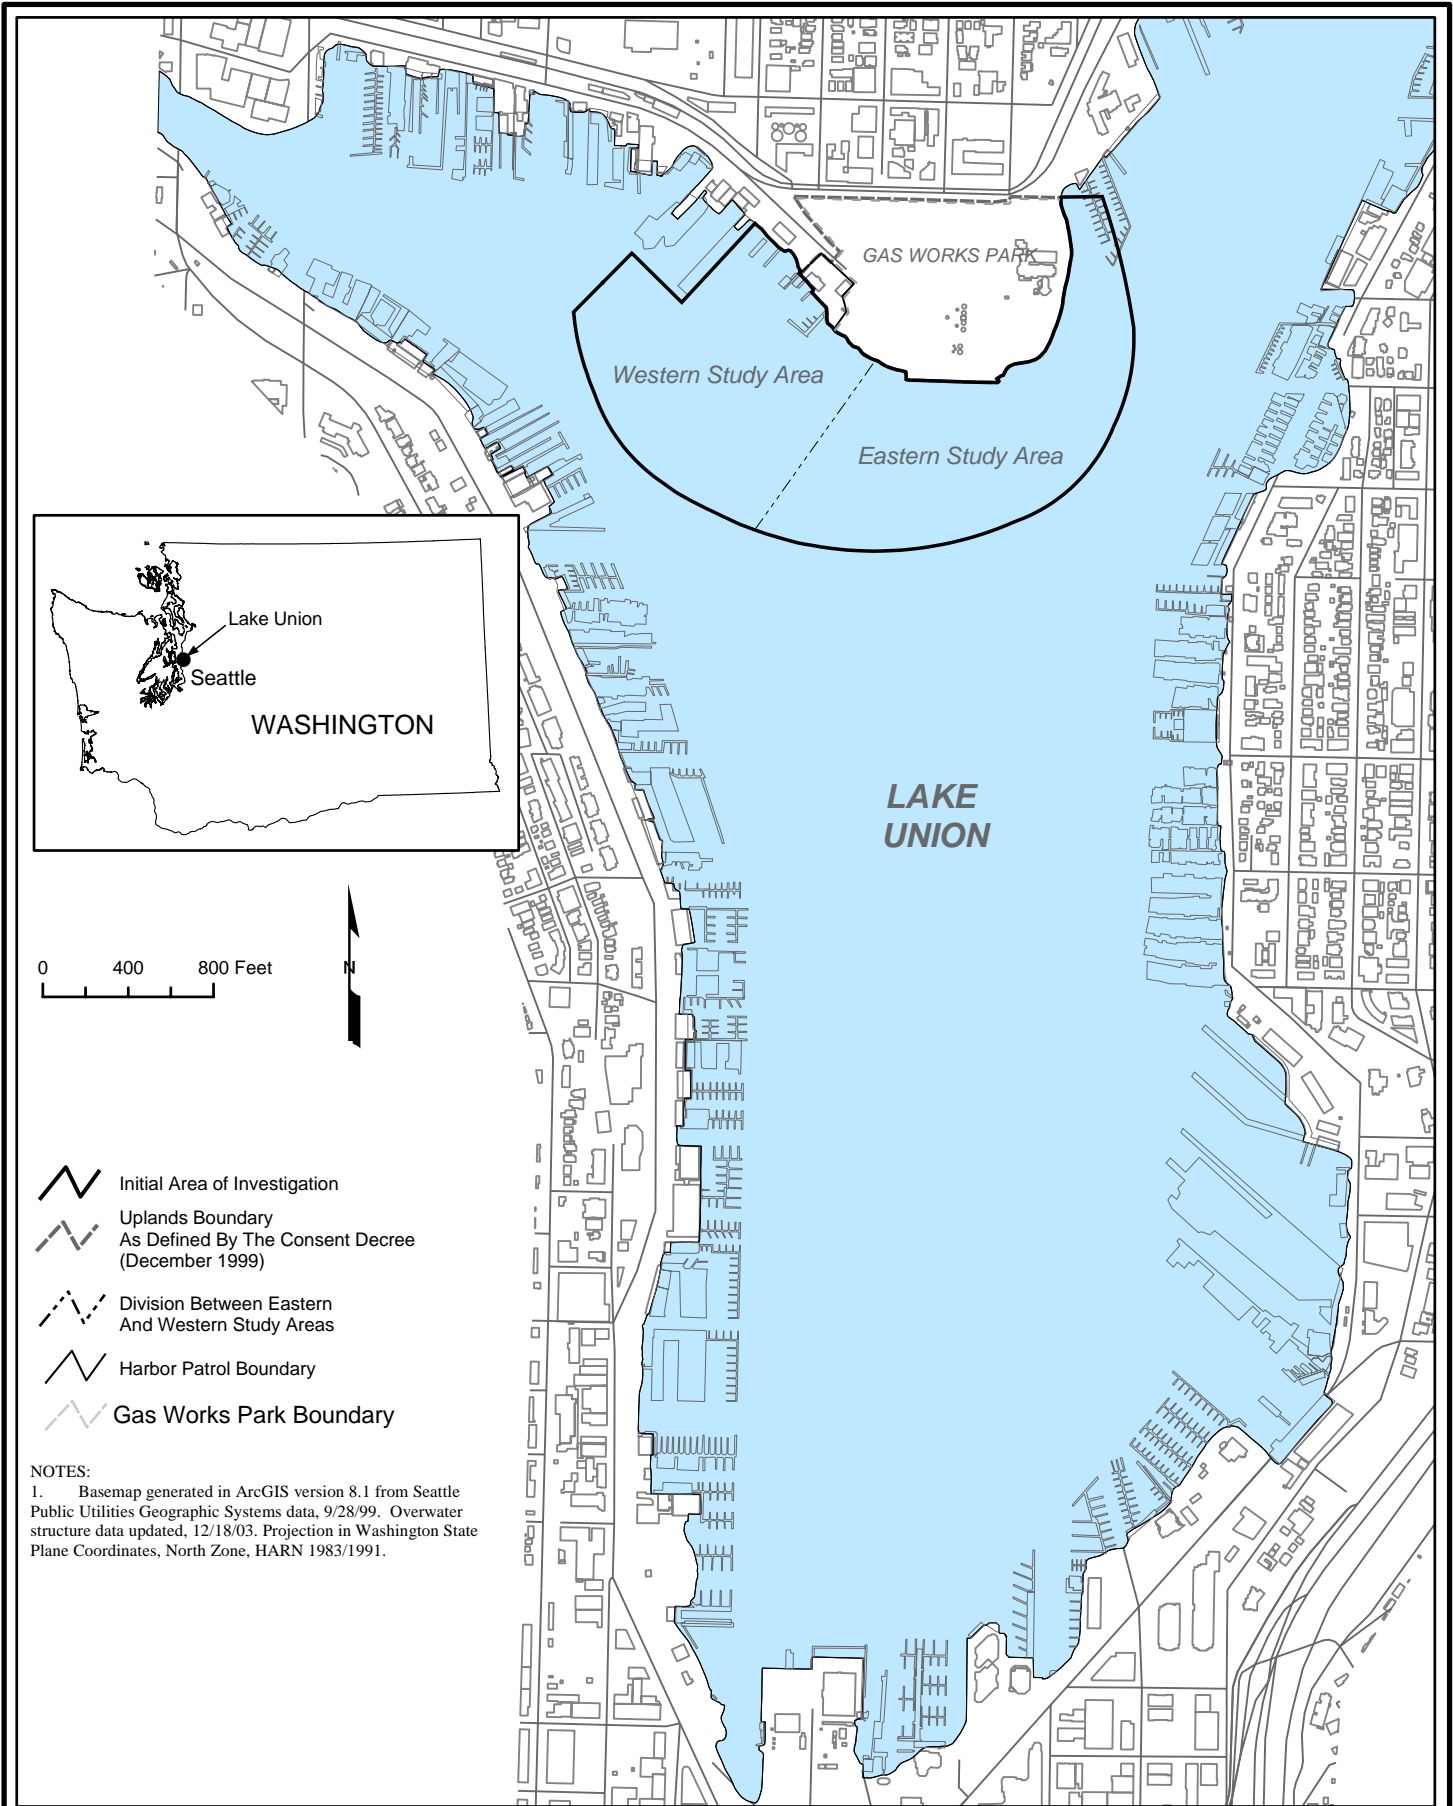 GAS WORKS PARK
Western Study Area
Eastern Study Area
Lake Union
Seattle
WASHINGTON
LAKE
UNION
0 400 800 Feet
N
Initial Area of Investigation
Uplands Boundary
As Defined By The Consent Decree
(December 1999)
Division Between Eastern
And Western Study Areas
Harbor Patrol Boundary
Gas Works Park Boundary
NOTES:
1. Basemap generated in ArcGIS version 8.1 from Seattle
Public Utilities Geographic Systems data, 9/28/99. Overwater
structure data updated, 12/18/03. Projection in Washington State
Plane Coordinates, North Zone, HARN 1983/1991.